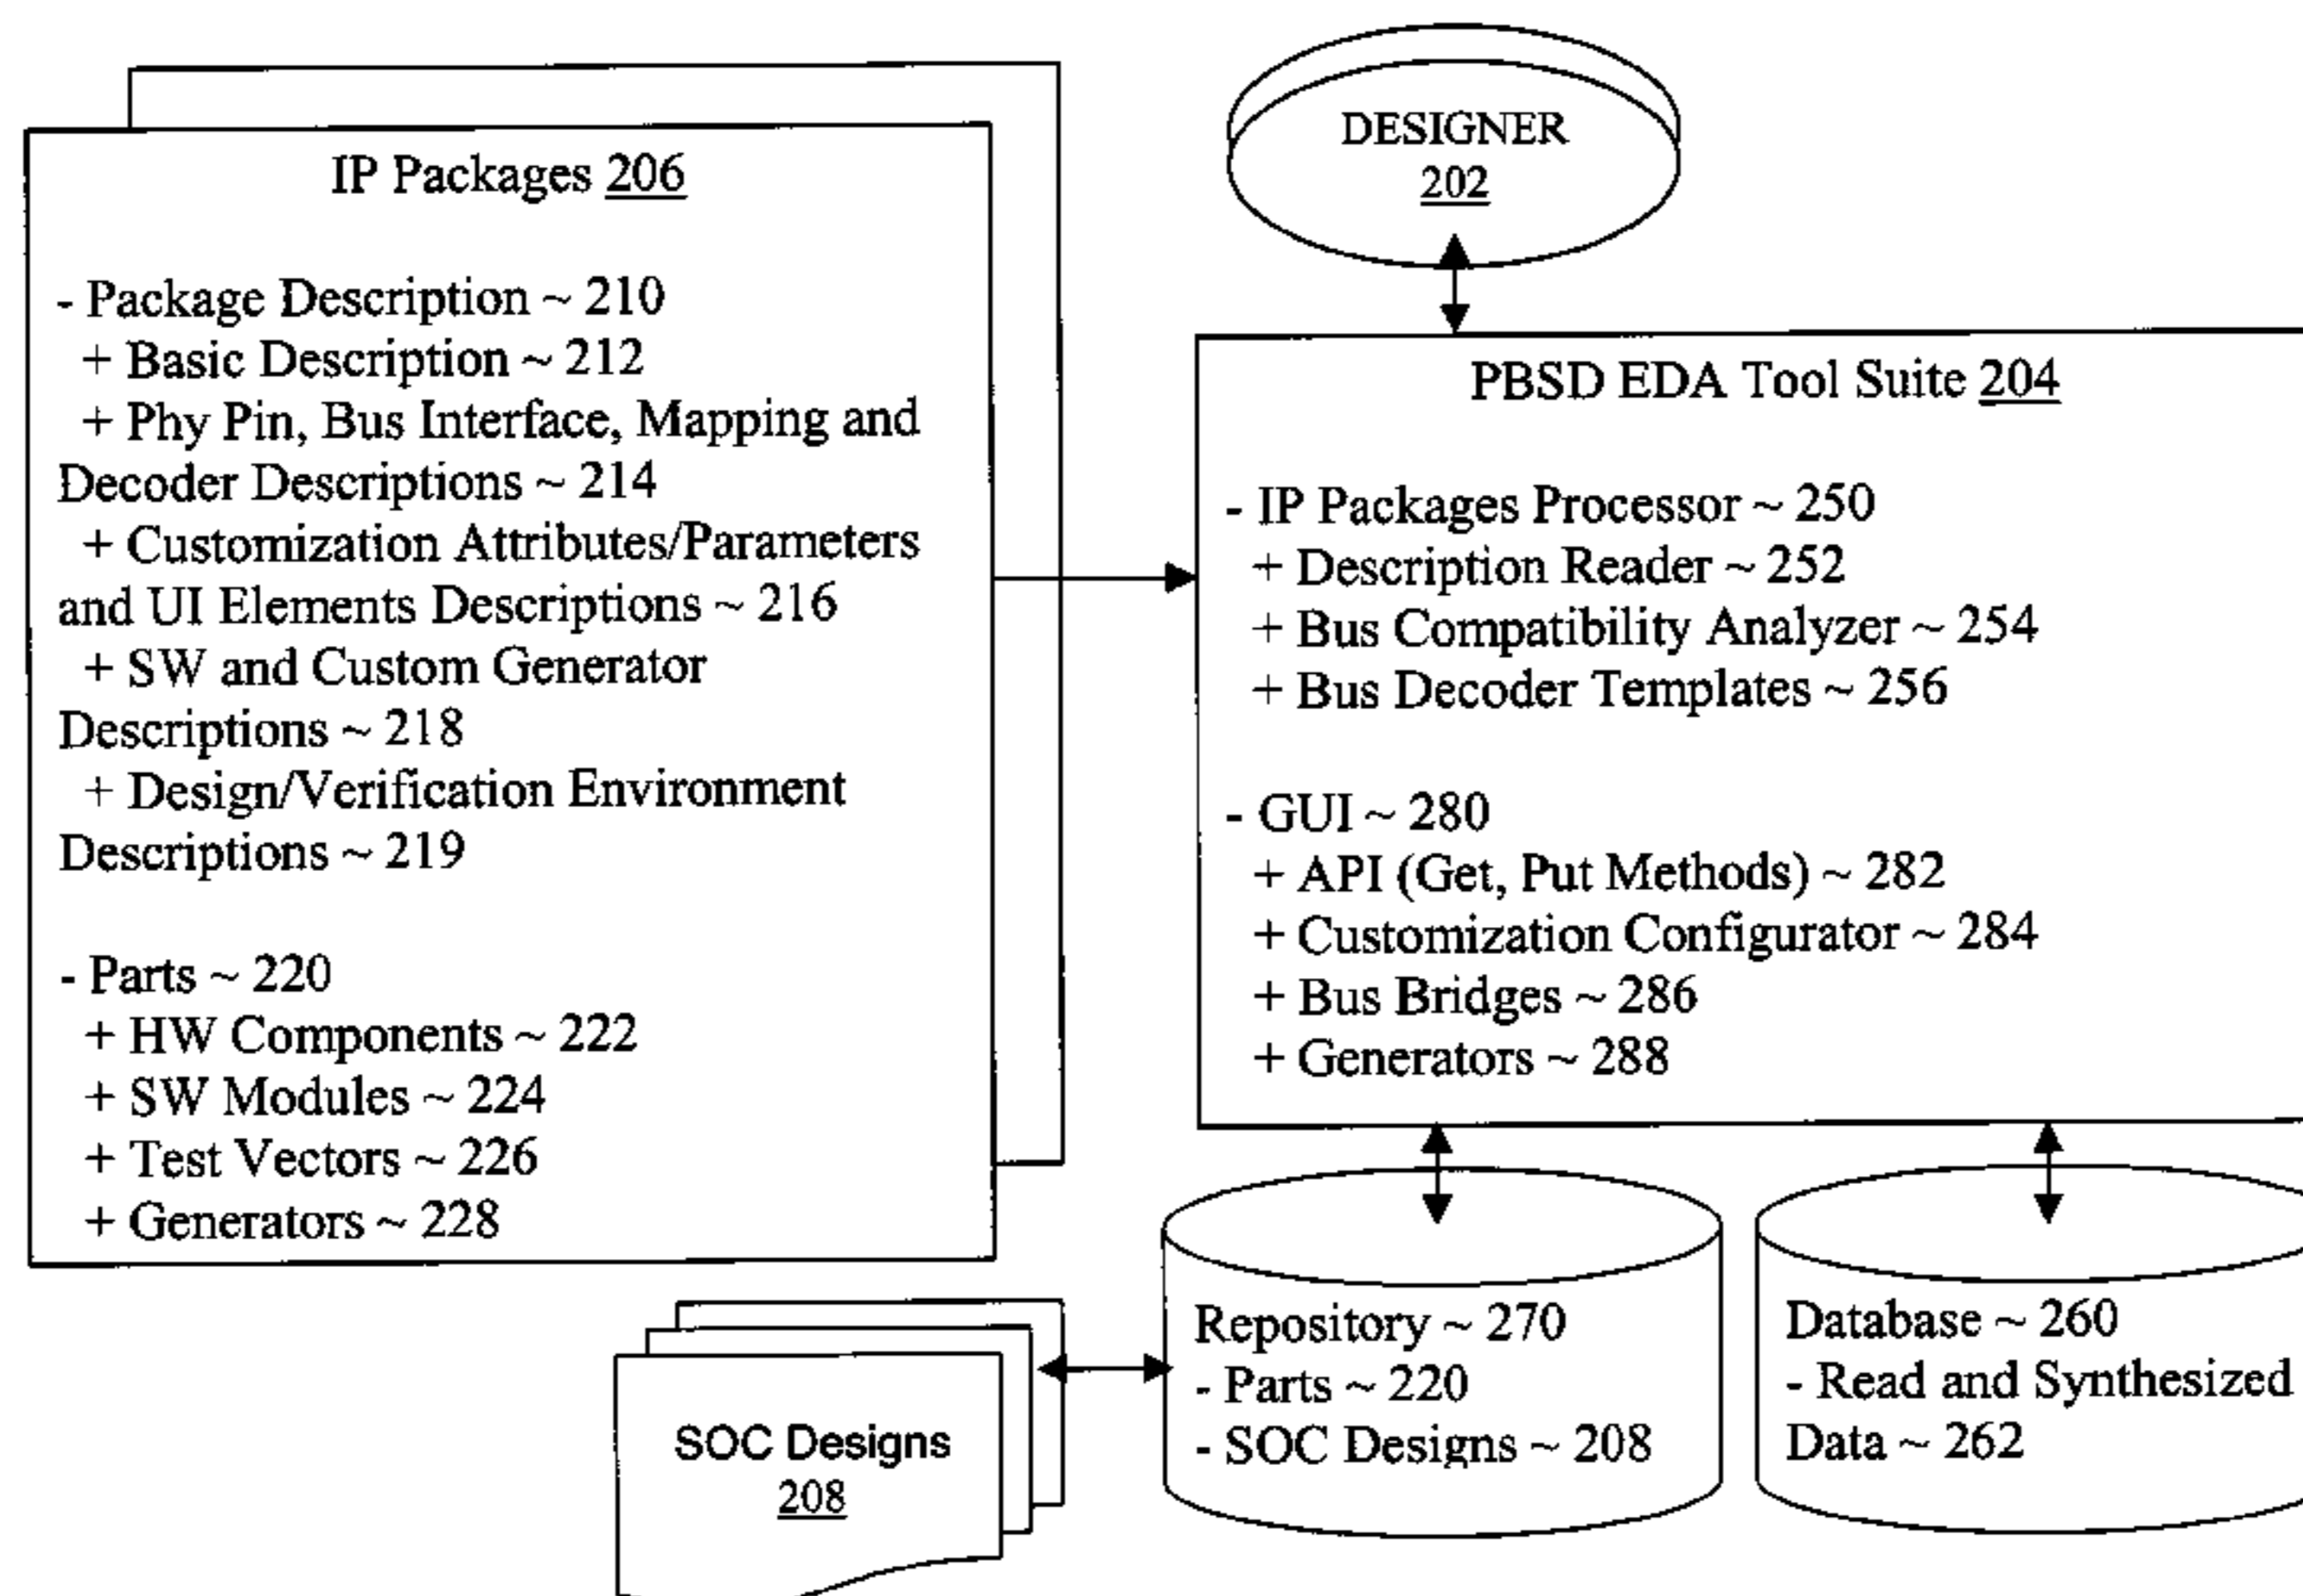 IP Packages 206
- Package Description ~ 210
+ Basic Description ~ 212
+ Phy Pin, Bus Interface, Mapping and
Decoder Descriptions ~ 214
+ Customization Attributes/Parameters
and UI Elements Descriptions ~ 216
+ SW and Custom Generator
Descriptions ~ 218
+ Design/Verification Environment
Descriptions ~ 219
- Parts ~ 220
+ HW Components ~ 222
+ SW Modules ~ 224
+ Test Vectors ~ 226
+ Generators ~ 228
DESIGNER
202
PBSD EDA Tool Suite 204
- IP Packages Processor ~ 250
+ Description Reader ~ 252
+ Bus Compatibility Analyzer ~ 254
+ Bus Decoder Templates ~ 256
- GUI ~ 280
+ API (Get, Put Methods) ~ 282
+ Customization Configurator ~ 284
+ Bus Bridges ~ 286
+ Generators ~ 288
SOC Designs
208
Repository ~ 270
- Parts ~ 220
- SOC Designs ~ 208
Database ~ 260
- Read and Synthesized
Data ~ 262